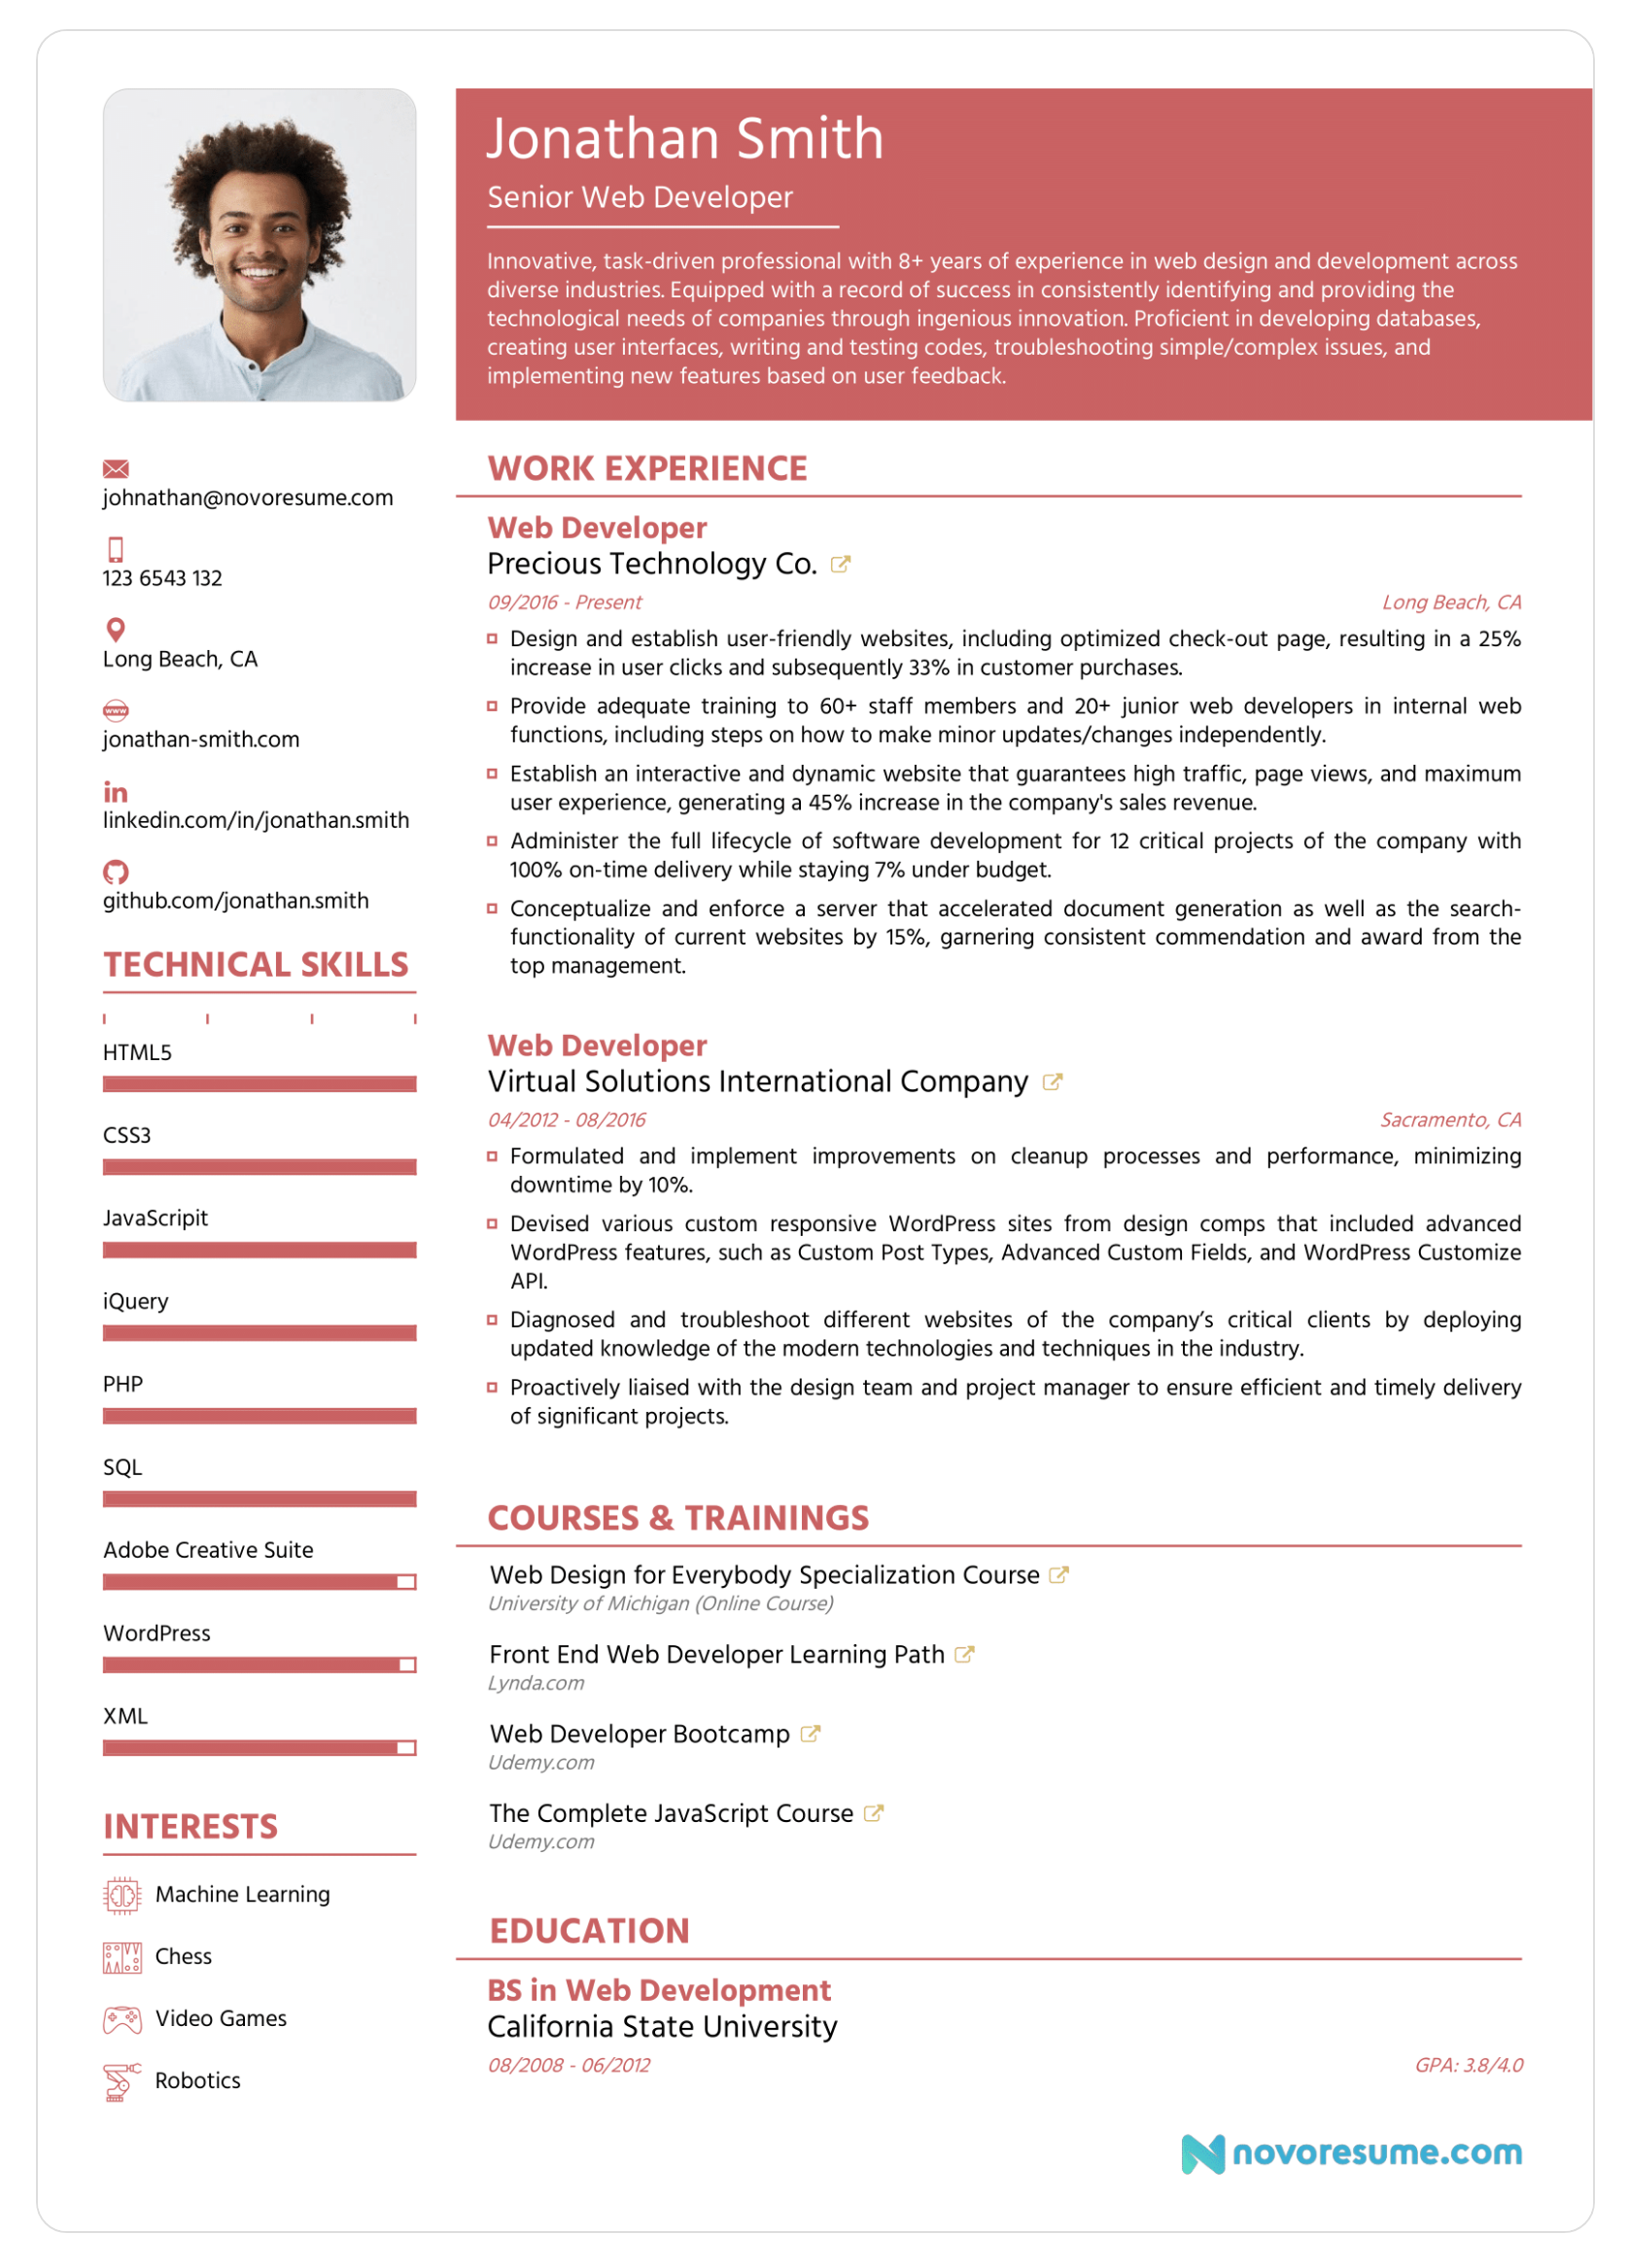 Jonathan Smith
Senior Web Developer
Innovative, task-driven professional with 8+ years of experience in web design and development across
diverse industries. Equipped with a record of success in consistently identifying and providing the
technological needs of companies through ingenious innovation. Proficient in developing databases,
creating user interfaces, writing and testing codes, troubleshooting simple/complex issues, and
implementing new features based on user feedback.
johnathan@novoresume.com
123 6543 132
Long Beach, CA
www
jonathan-smith.com
in
linkedin.com/in/jonathan.smith
github.com/jonathan.smith
TECHNICAL SKILLS
HTML5
CSS3
JavaScripit
iQuery
PHP
SQL
Adobe Creative Suite
WordPress
XML
INTERESTS
Machine Learning
Chess
Video Games
Robotics
WORK EXPERIENCE
Web Developer
Precious Technology Co.
09/2016 - Present Long Beach, CA
Design and establish user-friendly websites, including optimized check-out page, resulting in a 25%
increase in user clicks and subsequently 33% in customer purchases.
Provide adequate training to 60+ staff members and 20+ junior web developers in internal web
functions, including steps on how to make minor updates/changes independently.
Establish an interactive and dynamic website that guarantees high traffic, page views, and maximum
user experience, generating a 45% increase in the company's sales revenue.
Administer the full lifecycle of software development for 12 critical projects of the company with
100% on-time delivery while staying 7% under budget.
Conceptualize and enforce a server that accelerated document generation as well as the search-
functionality of current websites by 15%, garnering consistent commendation and award from the
top management.
Web Developer
Virtual Solutions International Company
04/2012 - 08/2016 Sacramento, CA
Formulated and implement improvements on cleanup processes and performance, minimizing
downtime by 10%.
Devised various custom responsive WordPress sites from design comps that included advanced
WordPress features, such as Custom Post Types, Advanced Custom Fields, and WordPress Customize
API.
Diagnosed and troubleshoot different websites of the company’s critical clients by deploying
updated knowledge of the modern technologies and techniques in the industry.
Proactively liaised with the design team and project manager to ensure efficient and timely delivery
of significant projects.
COURSES & TRAININGS
Web Design for Everybody Specialization Course
University of Michigan (Online Course)
Front End Web Developer Learning Path
Lynda.com
Web Developer Bootcamp
Udemy.com
The Complete JavaScript Course
Udemy.com
EDUCATION
BS in Web Development
California State University
08/2008 - 06/2012 GPA: 3.8/4.0
novoresume.com